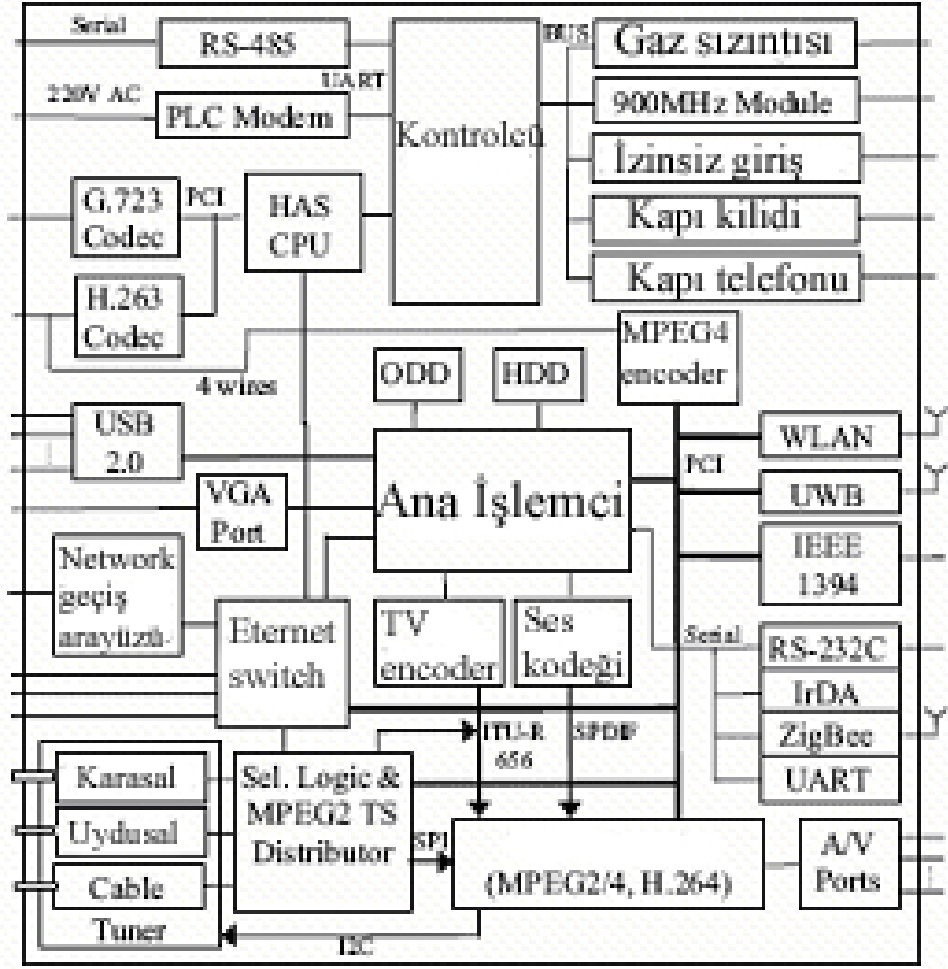 Serial
RS-485
BUS
Gaz sızıntısı
UART
220V AC
PLC Modem
Kontrolcü
900MHz Module
İzinsiz giriş
G.723
Codec
PCI
HAS
CPU
Kapı kilidi
Kapı telefonu
H.263
Codec
MPEG4
encoder
4 wires
ODD
HDD
USB
2.0
WLAN
PCI
VGA
Port
Ana İşlemci
UWB
IEEE
1394
Network
geçiş
arayüzü-
Eternet
switch
TV
encoder
Ses
kodeği
Serial
RS-232C
IrDA
ZigBee
UART
ITU-R
656
SPDIF
Karasal
Uydusal
Cable
Tuner
Sel. Logic &
MPEG2 TS
Distributor
SPI
(MPEG2/4, H.264)
A/V
Ports
I2C